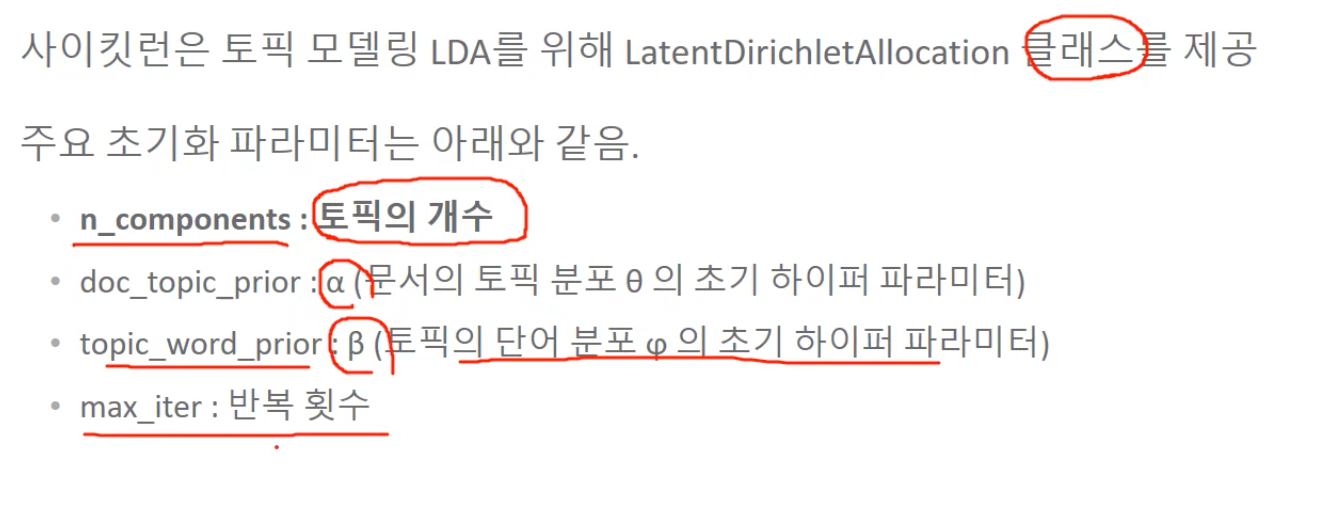 사이킷런은 토픽 모델링 LDA를 위해 LatentDirichletAllocation 클래스를 제공
주요 초기화 파라미터는 아래와 같음.
• n_components : 토픽의 개수
• doc_topic_prior : α (문서의 토픽 분포 θ 의 초기 하이퍼 파라미터)
• topic_word_prior : β (토픽의 단어 분포 φ 의 초기 하이퍼 파라미터)
• max_iter : 반복 횟수